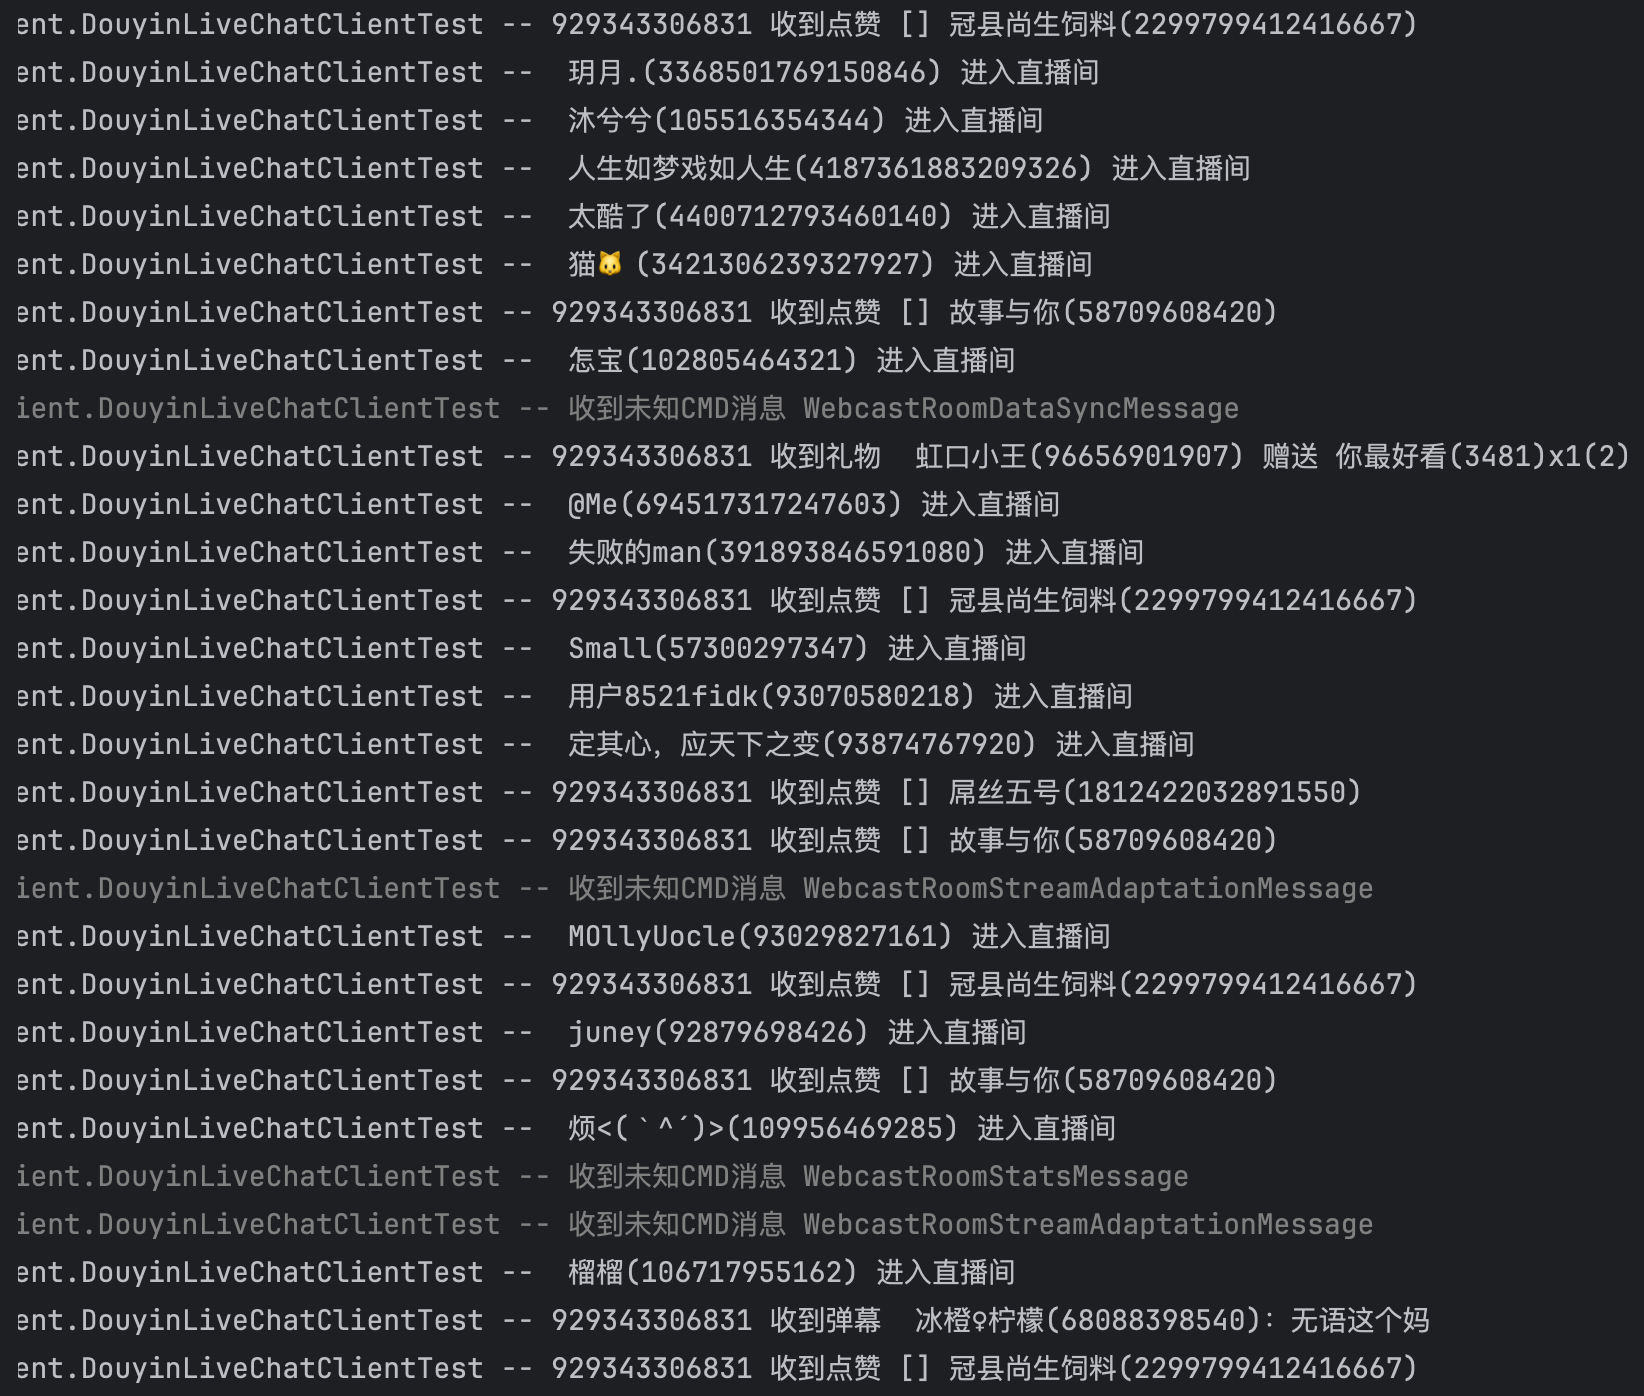 ent.DouyinLiveChatClientTest -- 929343306831 收到点赞 [] 冠县尚生饲料(2299799412416667)
ent.DouyinLiveChatClientTest --  玥月.(3368501769150846) 进入直播间
ent.DouyinLiveChatClientTest --  沐兮兮(105516354344) 进入直播间
ent.DouyinLiveChatClientTest --  人生如梦戏如人生(4187361883209326) 进入直播间
ent.DouyinLiveChatClientTest --  太酷了(4400712793460140) 进入直播间
ent.DouyinLiveChatClientTest --  猫🐱 (3421306239327927) 进入直播间
ent.DouyinLiveChatClientTest -- 929343306831 收到点赞 [] 故事与你(58709608420)
ent.DouyinLiveChatClientTest --  怎宝(102805464321) 进入直播间
ient.DouyinLiveChatClientTest -- 收到未知CMD消息 WebcastRoomDataSyncMessage
ent.DouyinLiveChatClientTest -- 929343306831 收到礼物  虹口小王(96656901907) 赠送 你最好看(3481)x1(2)
ent.DouyinLiveChatClientTest --  @Me(694517317247603) 进入直播间
ent.DouyinLiveChatClientTest --  失败的man(391893846591080) 进入直播间
ent.DouyinLiveChatClientTest -- 929343306831 收到点赞 [] 冠县尚生饲料(2299799412416667)
ent.DouyinLiveChatClientTest --  Small(57300297347) 进入直播间
ent.DouyinLiveChatClientTest --  用户8521fidk(93070580218) 进入直播间
ent.DouyinLiveChatClientTest --  定其心，应天下之变(93874767920) 进入直播间
ent.DouyinLiveChatClientTest -- 929343306831 收到点赞 [] 屌丝五号(1812422032891550)
ent.DouyinLiveChatClientTest -- 929343306831 收到点赞 [] 故事与你(58709608420)
ient.DouyinLiveChatClientTest -- 收到未知CMD消息 WebcastRoomStreamAdaptationMessage
ent.DouyinLiveChatClientTest --  MOllyUocle(93029827161) 进入直播间
ent.DouyinLiveChatClientTest -- 929343306831 收到点赞 [] 冠县尚生饲料(2299799412416667)
ent.DouyinLiveChatClientTest --  juney(92879698426) 进入直播间
ent.DouyinLiveChatClientTest -- 929343306831 收到点赞 [] 故事与你(58709608420)
ent.DouyinLiveChatClientTest --  烦<(｀^´)>(109956469285) 进入直播间
ient.DouyinLiveChatClientTest -- 收到未知CMD消息 WebcastRoomStatsMessage
ient.DouyinLiveChatClientTest -- 收到未知CMD消息 WebcastRoomStreamAdaptationMessage
ent.DouyinLiveChatClientTest --  榴榴(106717955162) 进入直播间
ent.DouyinLiveChatClientTest -- 929343306831 收到弹幕  冰橙♀柠檬(68088398540)：无语这个妈
ent.DouyinLiveChatClientTest -- 929343306831 收到点赞 [] 冠县尚生饲料(2299799412416667)